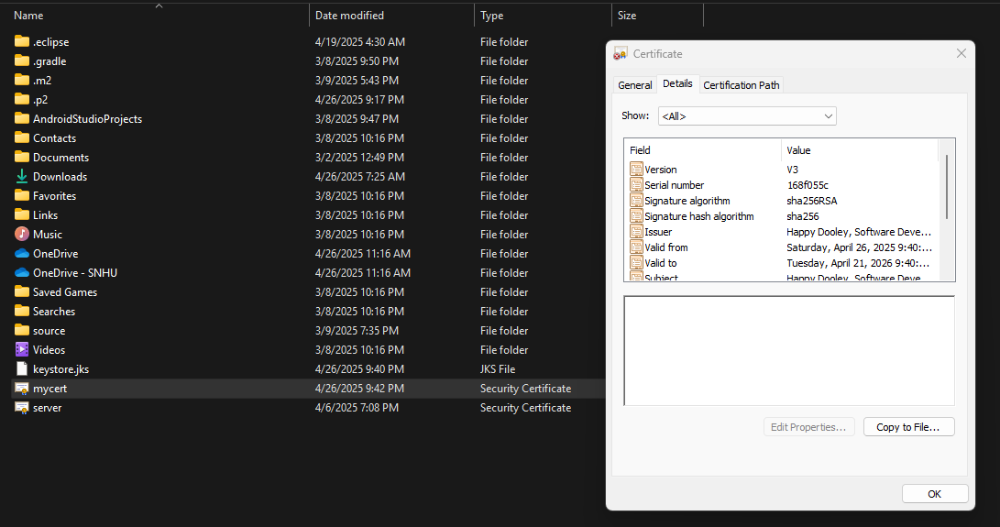 Name Date modified Type Size
.eclipse 4/19/2025 4:30 AM File folder
.gradle 3/8/2025 9:50 PM File folder
.m2 3/9/2025 5:43 PM File folder
.p2 4/26/2025 9:17 PM File folder
AndroidStudioProjects 3/8/2025 9:47 PM File folder
Contacts 3/8/2025 10:16 PM File folder
Documents 3/2/2025 12:49 PM File folder
Downloads 4/26/2025 7:25 AM File folder
Favorites 3/8/2025 10:16 PM File folder
Links 3/8/2025 10:16 PM File folder
Music 3/8/2025 10:16 PM File folder
OneDrive 4/26/2025 11:16 AM File folder
OneDrive - SNHU 4/26/2025 11:16 AM File folder
Saved Games 3/8/2025 10:16 PM File folder
Searches 3/8/2025 10:16 PM File folder
source 3/9/2025 7:35 PM File folder
Videos 3/8/2025 10:16 PM File folder
keystore.jks 4/26/2025 9:40 PM JKS File
mycert 4/26/2025 9:42 PM Security Certificate
server 4/6/2025 7:08 PM Security Certificate
Certificate
General Details Certification Path
Show: <All>
Field Value
Version V3
Serial number 168f055c
Signature algorithm sha256RSA
Signature hash algorithm sha256
Issuer Happy Dooley, Software Deve...
Valid from Saturday, April 26, 2025 9:40:...
Valid to Tuesday, April 21, 2026 9:40:...
Subject Happy Dooley, Software Deve...
Edit Properties... Copy to File...
OK